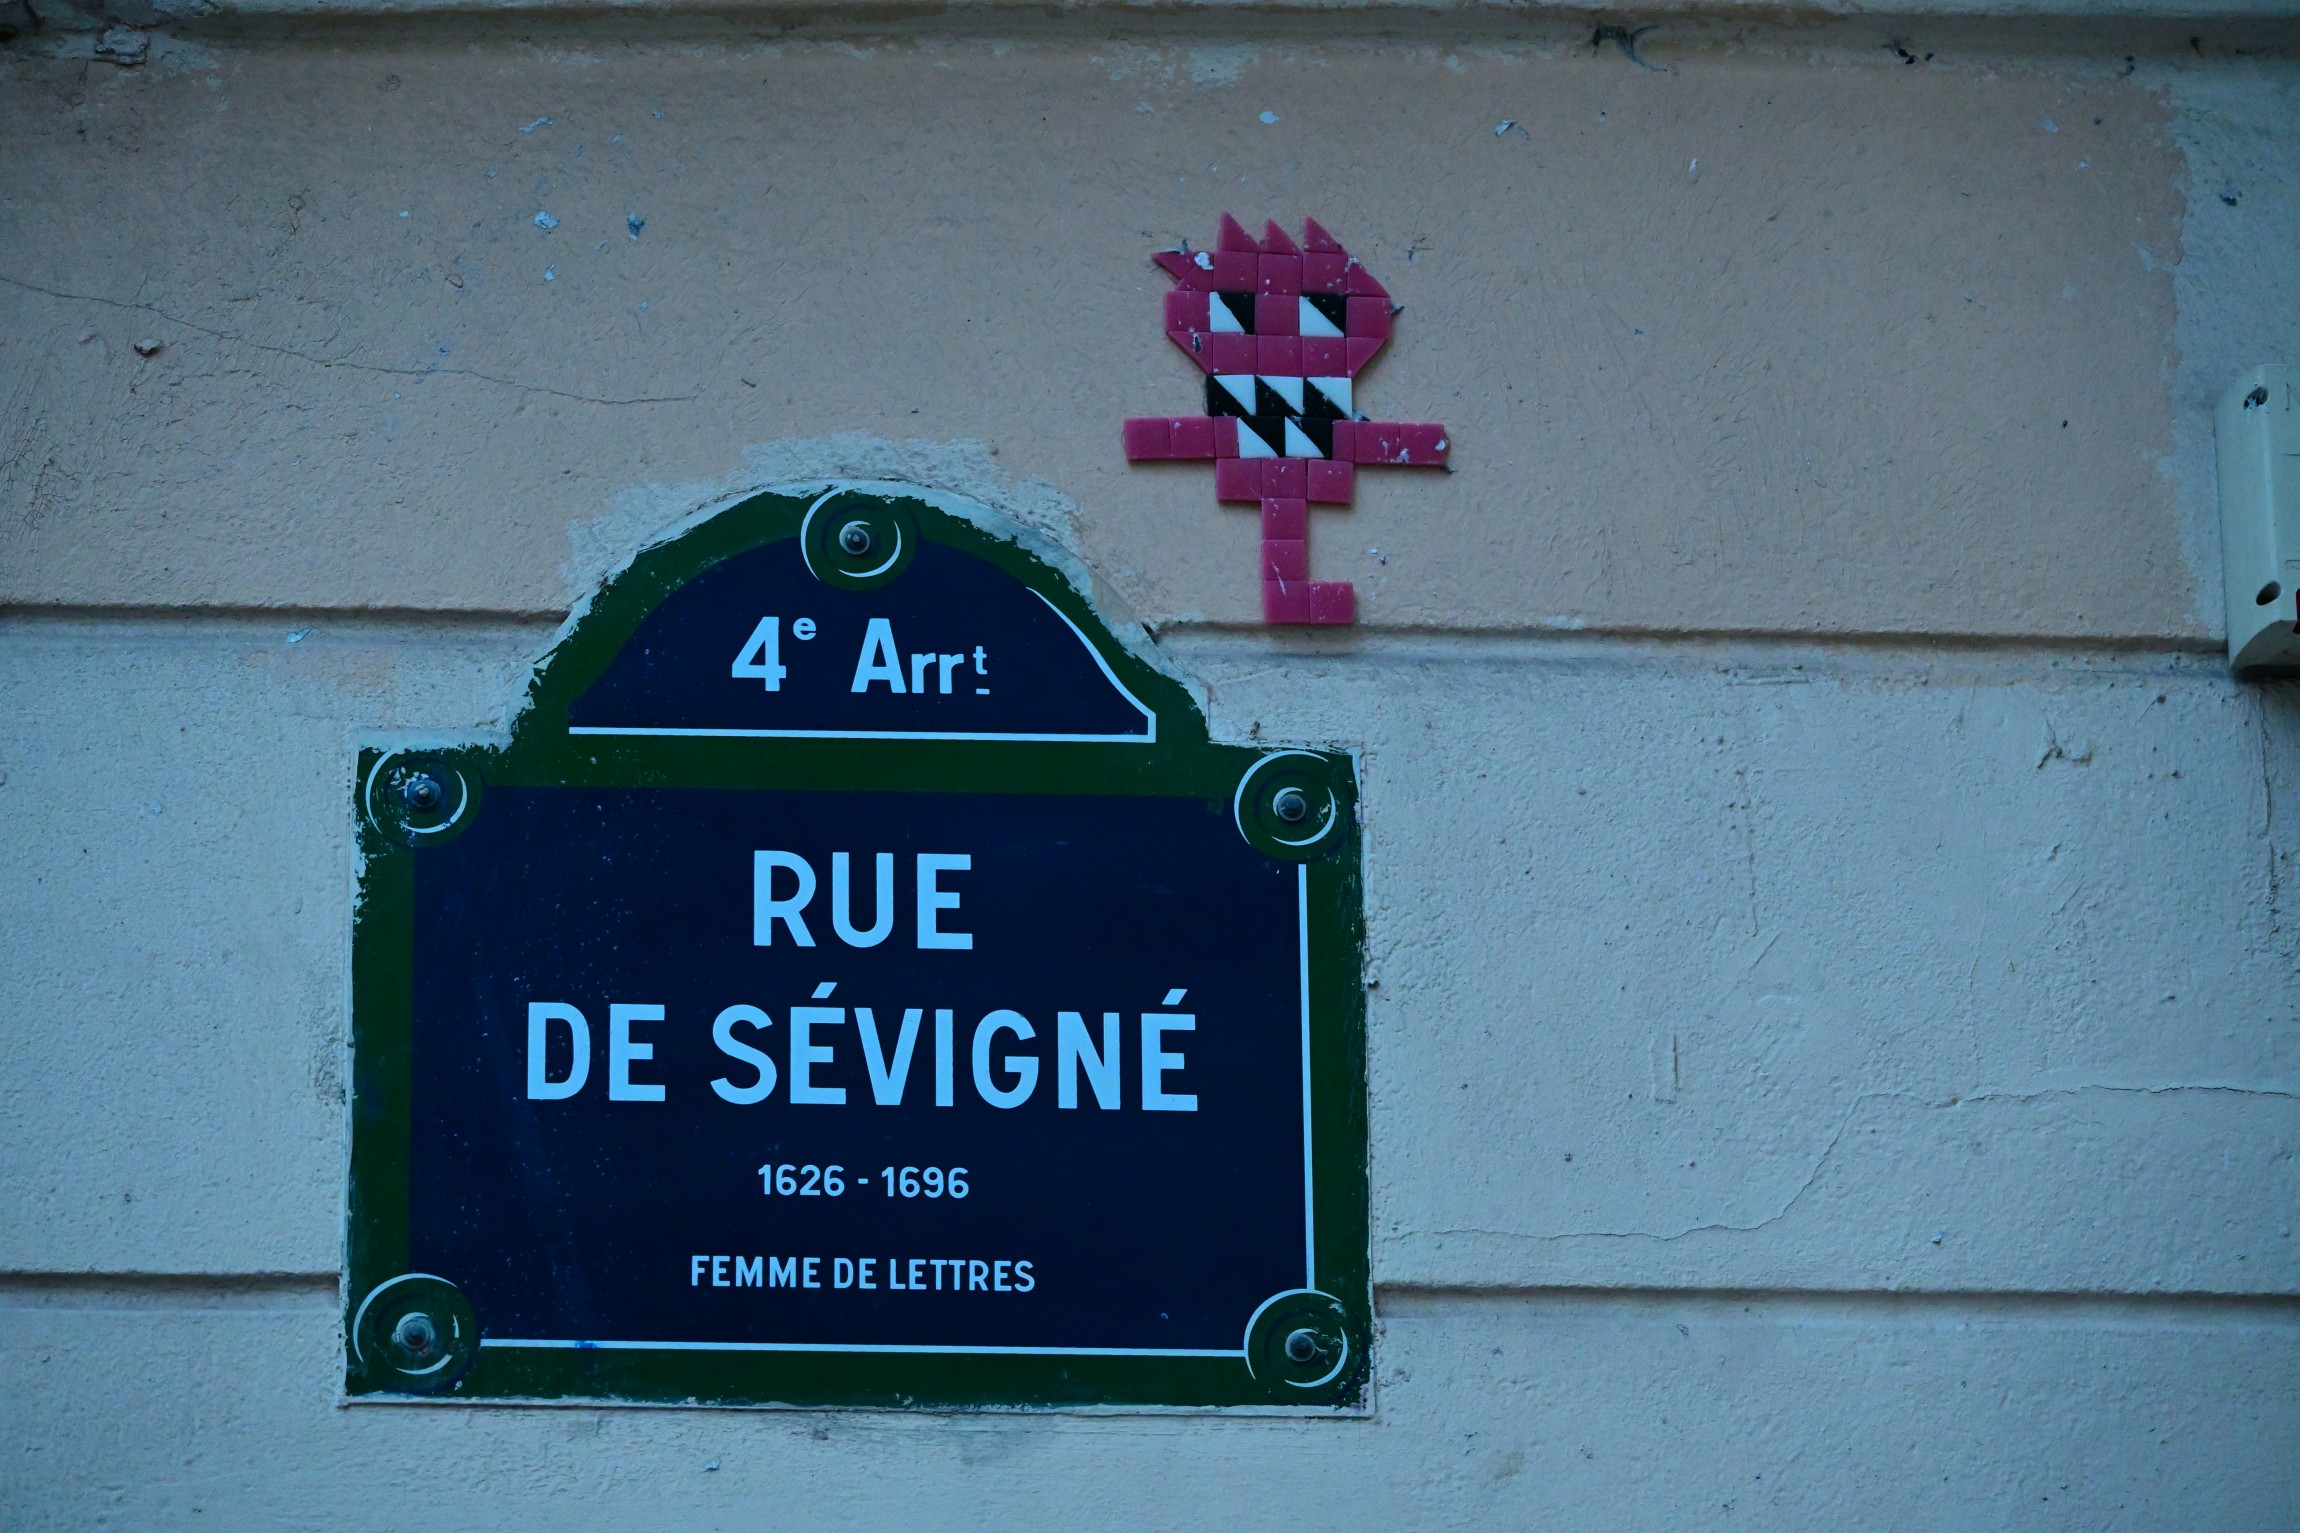 4e Arrt
RUE
DE SÉVIGNÉ
1626 - 1696
FEMME DE LETTRES